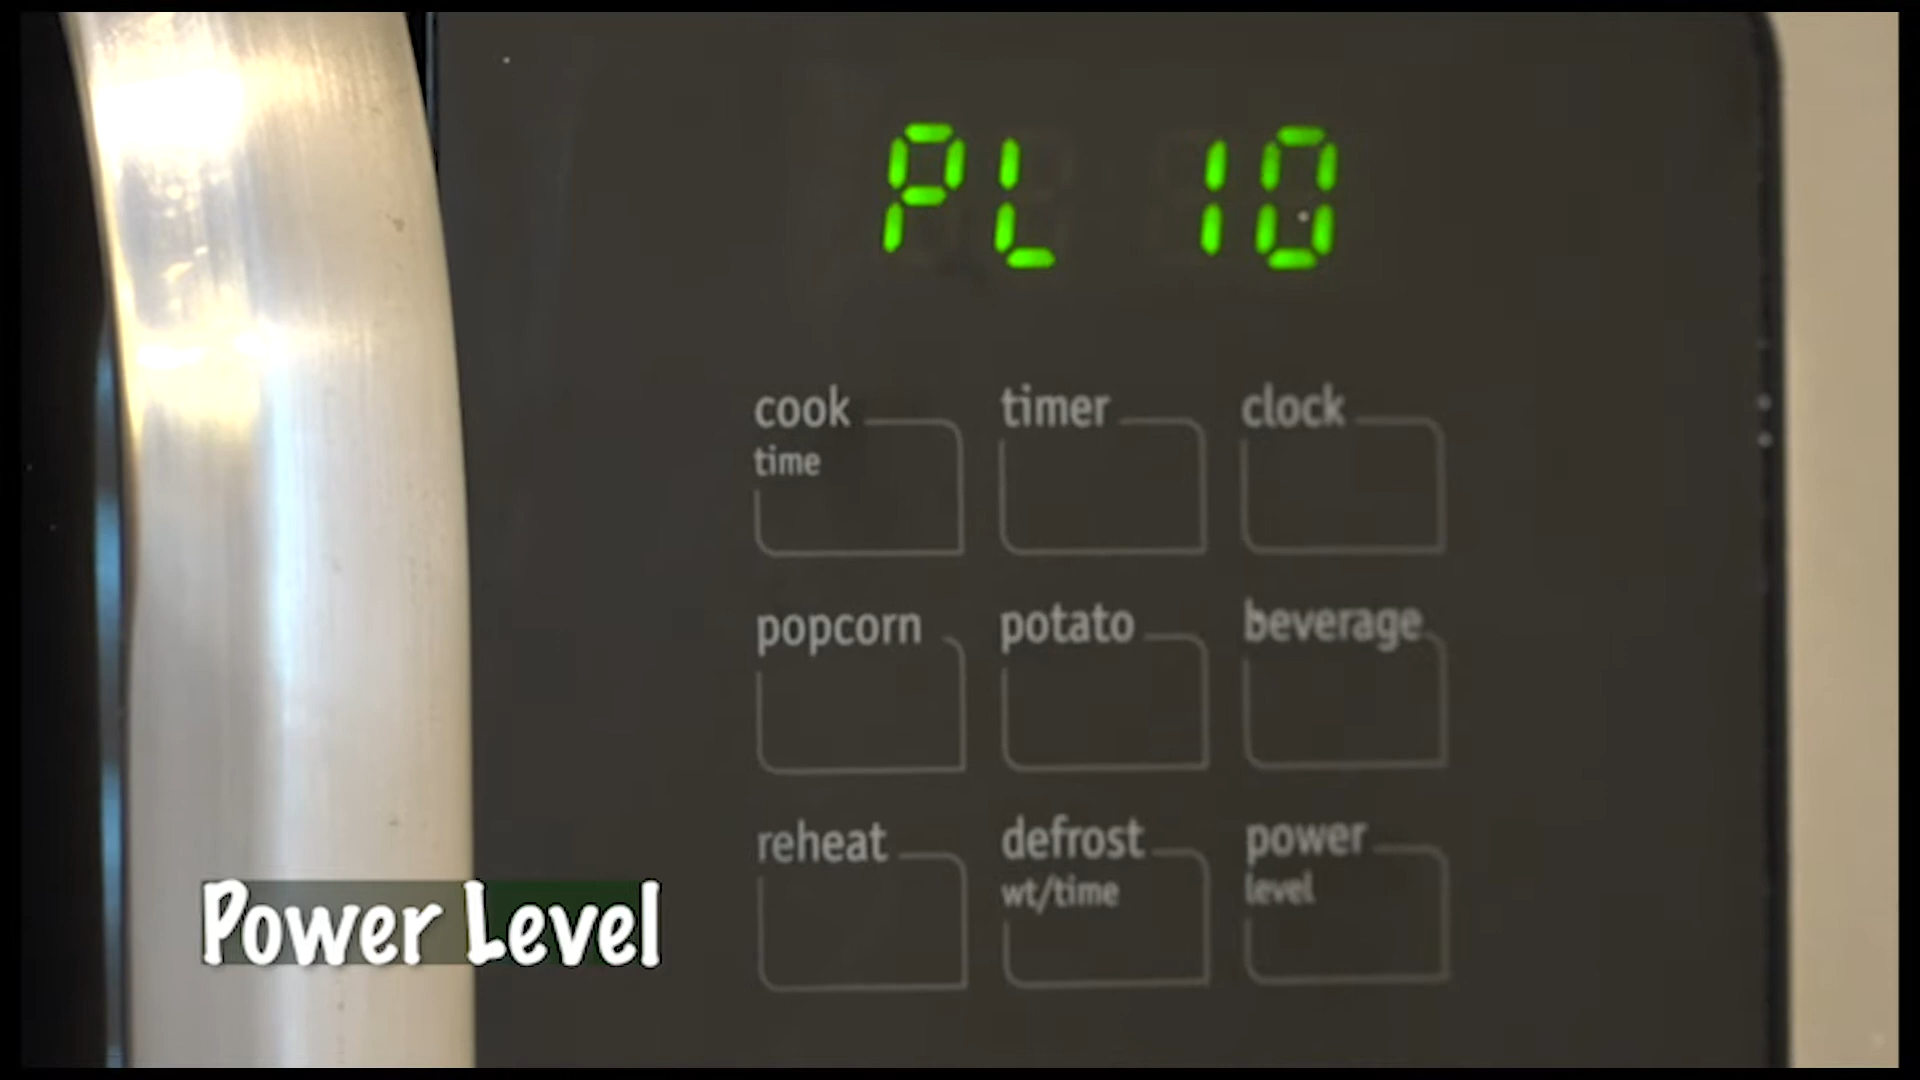 PL 10
cook
time
timer
clock
popcorn
potato
beverage
reheat
defrost
wt/time
power
level
Power Level